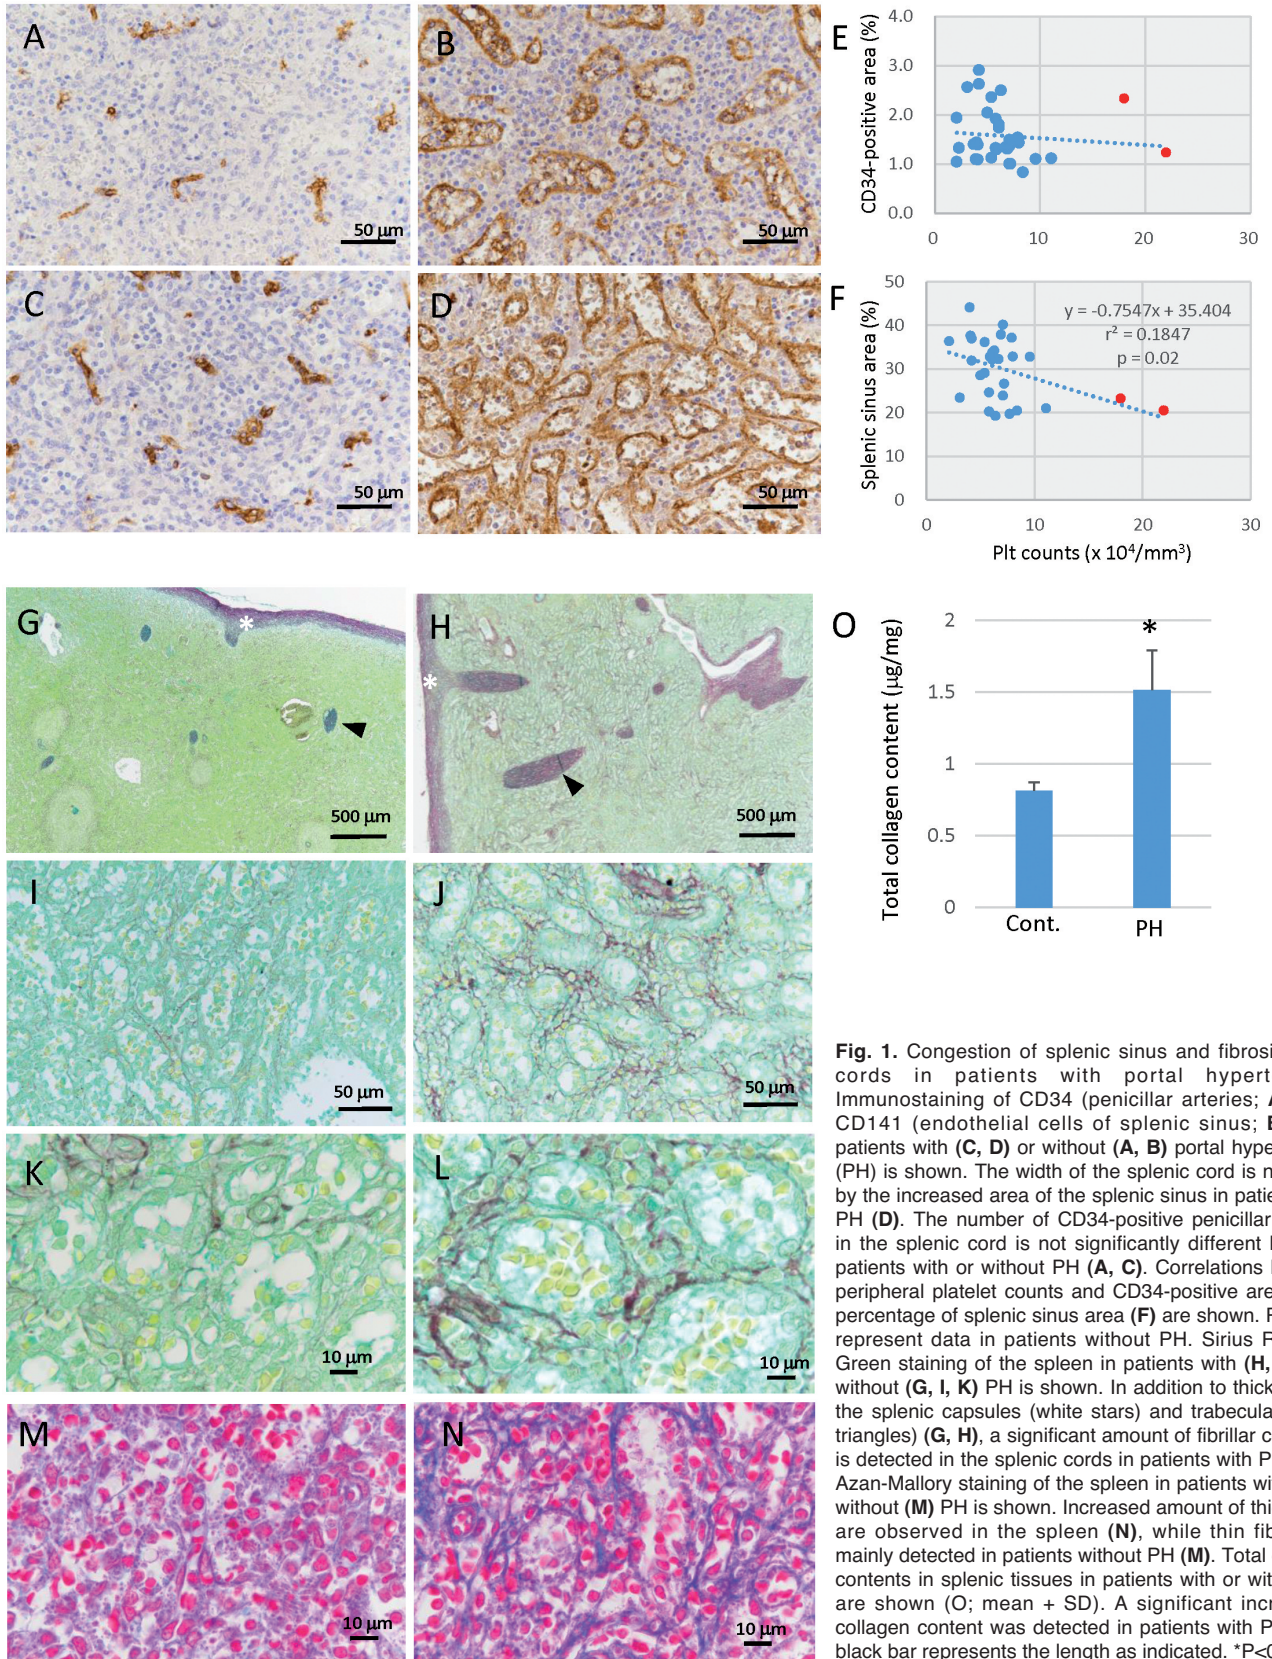 A
50 µm
B
50 µm
C
50 µm
D
50 µm
E
CD34-positive area (%)
4.0
3.0
2.0
1.0
0.0
0
10
20
30
F
Splenic sinus area (%)
50
40
30
20
10
0
y = -0.7547x + 35.404
r² = 0.1847
p = 0.02
0
10
20
30
Plt counts (x 10⁴/mm³)
G
*
500 µm
H
*
500 µm
I
50 µm
J
50 µm
K
10 µm
L
10 µm
M
10 µm
N
10 µm
O
Total collagen content (µg/mg)
2
1.5
1
0.5
0
*
Cont.
PH
Fig. 1. Congestion of splenic sinus and fibrosi
cords in patients with portal hypert
Immunostaining of CD34 (penicillar arteries; A
CD141 (endothelial cells of splenic sinus; B
patients with (C, D) or without (A, B) portal hype
(PH) is shown. The width of the splenic cord is n
by the increased area of the splenic sinus in patie
PH (D). The number of CD34-positive penicillar
in the splenic cord is not significantly different
patients with or without PH (A, C). Correlations
peripheral platelet counts and CD34-positive are
percentage of splenic sinus area (F) are shown.
represent data in patients without PH. Sirius
Green staining of the spleen in patients with (H,
without (G, I, K) PH is shown. In addition to thick
the splenic capsules (white stars) and trabecula
triangles) (G, H), a significant amount of fibrillar c
is detected in the splenic cords in patients with P
Azan-Mallory staining of the spleen in patients wi
without (M) PH is shown. Increased amount of thi
are observed in the spleen (N), while thin fib
mainly detected in patients without PH (M). Total
contents in splenic tissues in patients with or wit
are shown (O; mean + SD). A significant incr
collagen content was detected in patients with P
black bar represents the length as indicated. *P<0